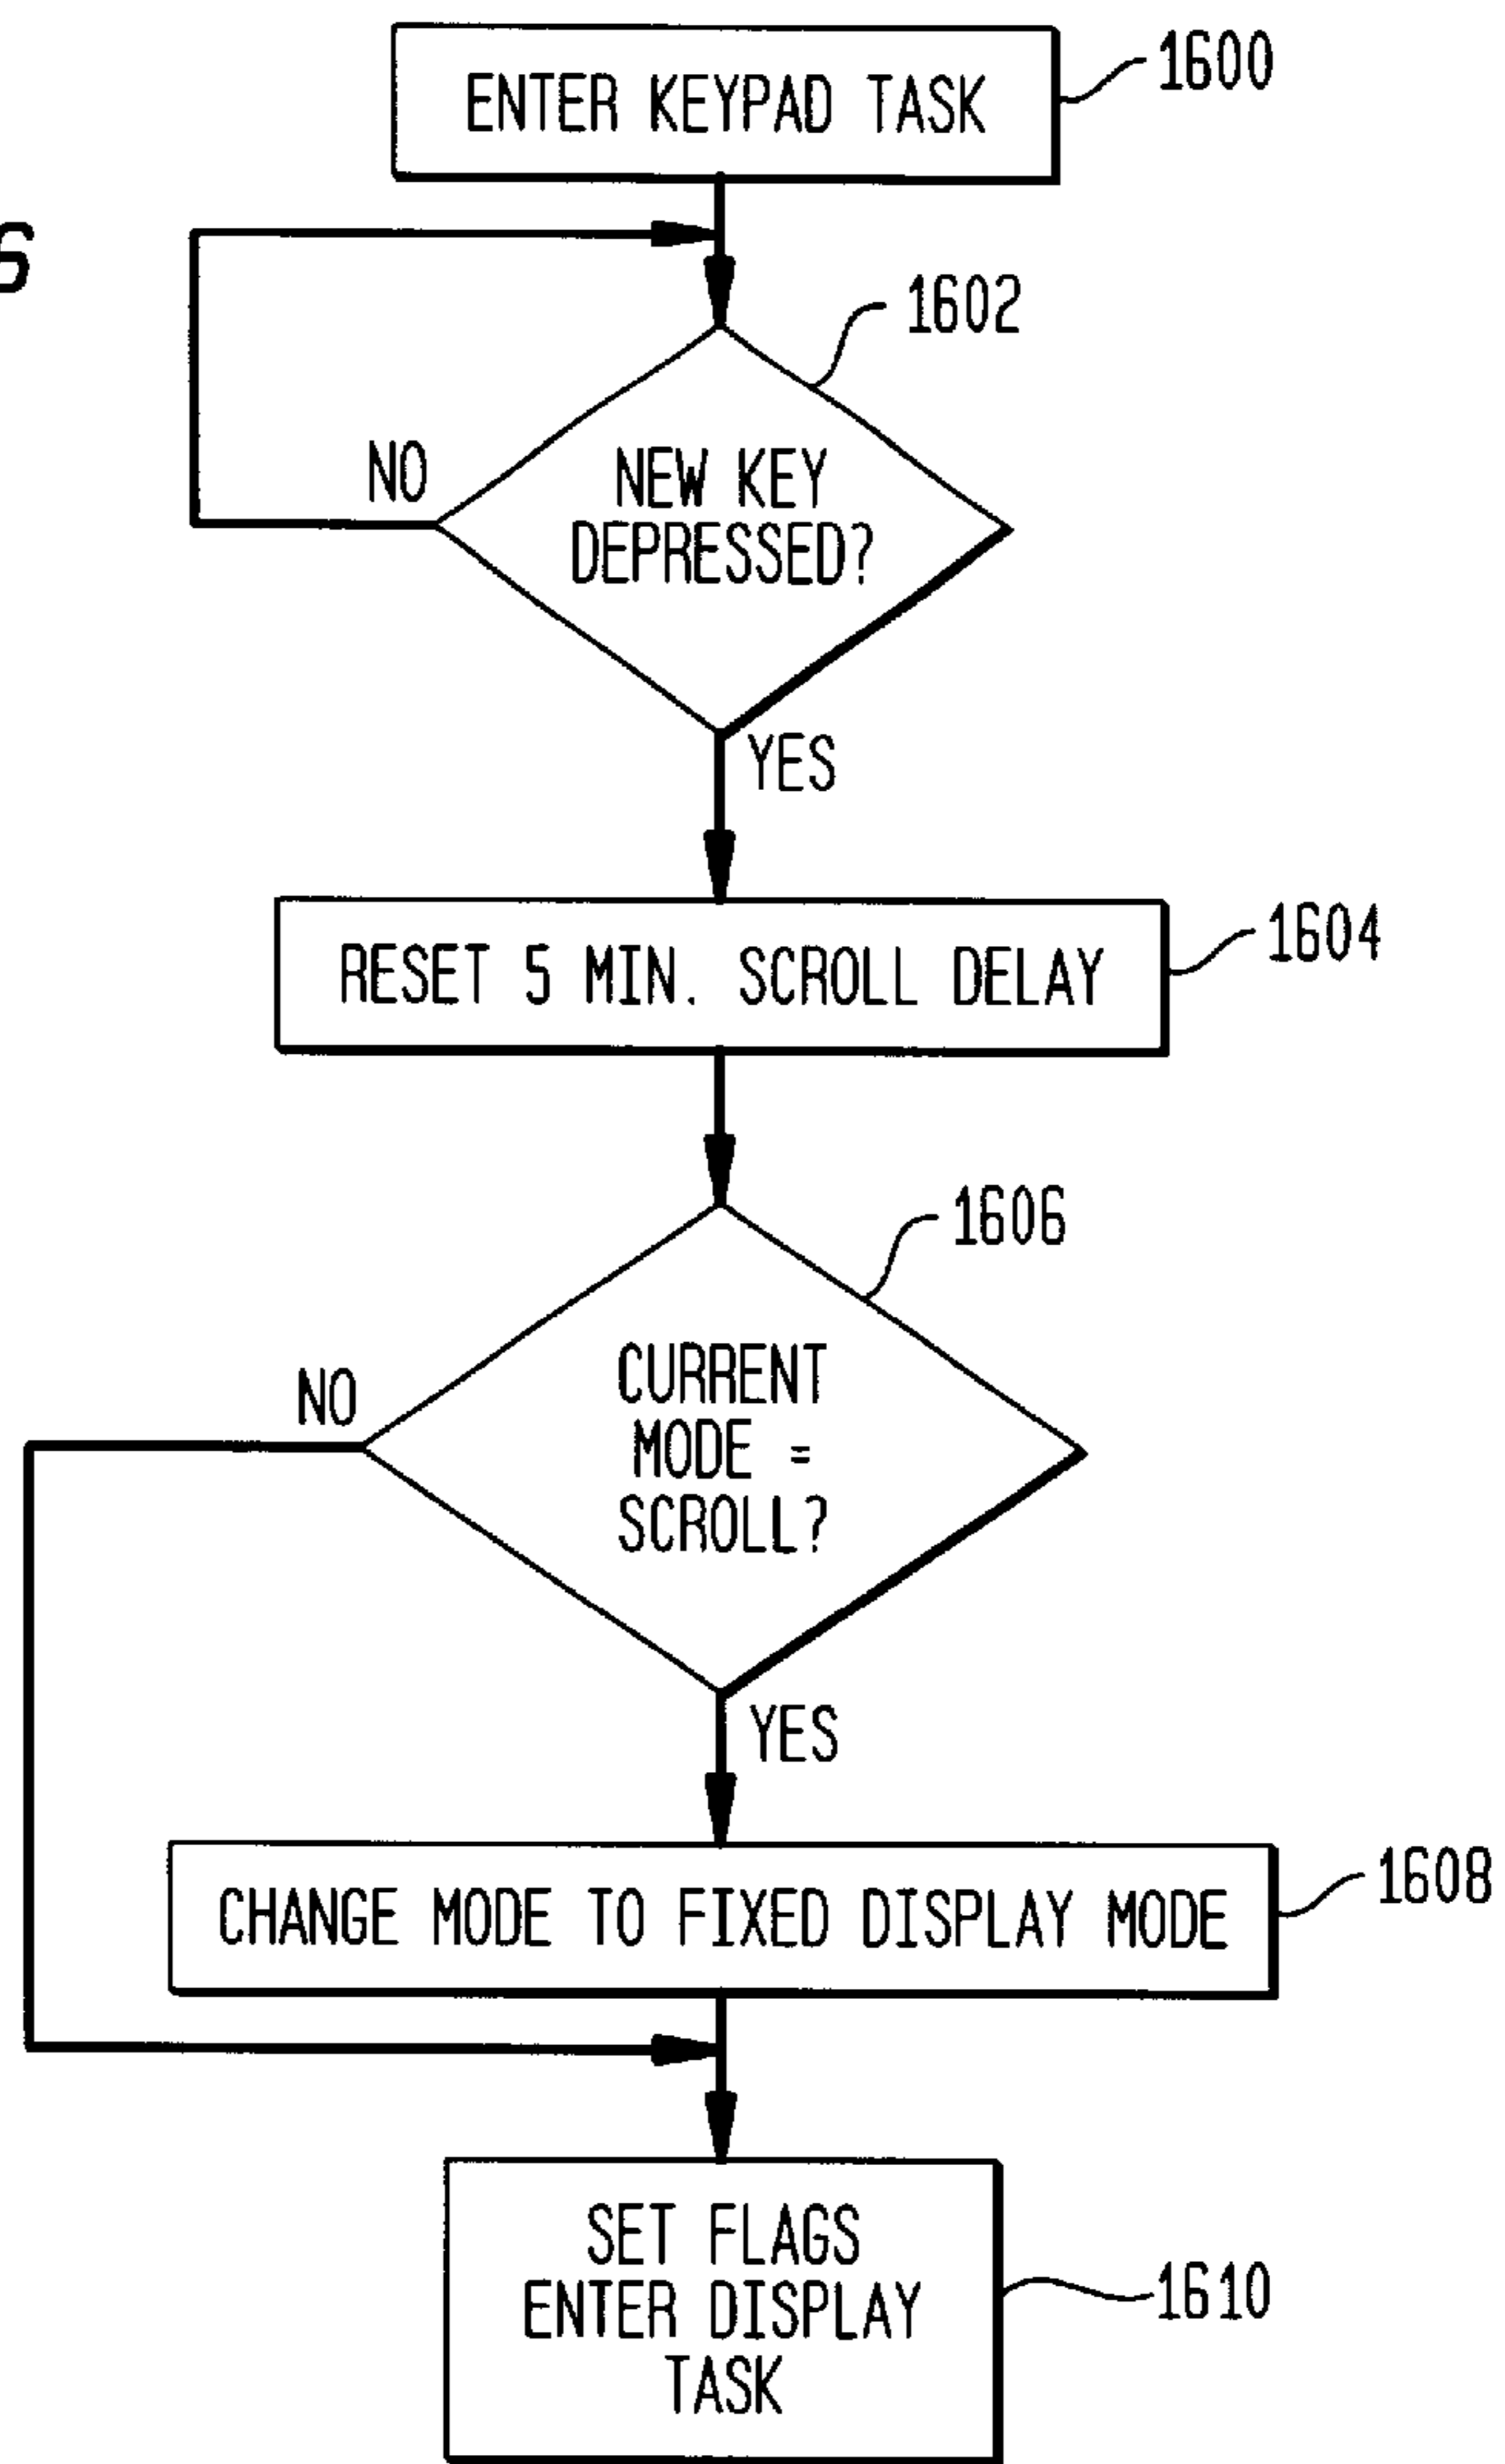 ENTER KEYPAD TASK
1600
6
1602
NO
NEW KEY
DEPRESSED?
YES
RESET 5 MIN. SCROLL DELAY
1604
1606
NO
CURRENT
MODE =
SCROLL?
YES
CHANGE MODE TO FIXED DISPLAY MODE
1608
SET FLAGS
ENTER DISPLAY
TASK
1610